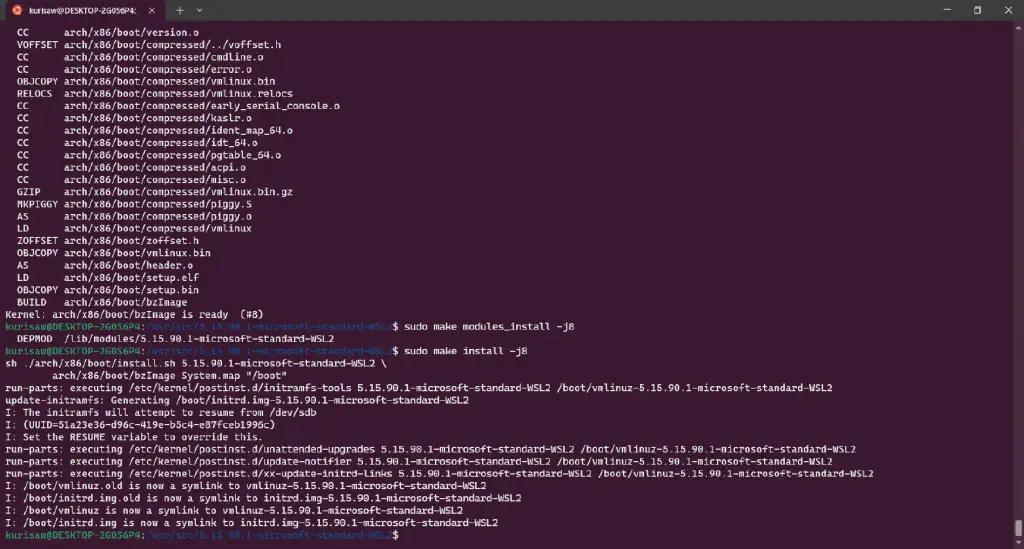 kurisaw@DESKTOP-2G0S6P4:
CC arch/x86/boot/version.o
VOFFSET arch/x86/boot/compressed/../voffset.h
CC arch/x86/boot/compressed/cmdline.o
CC arch/x86/boot/compressed/error.o
OBJCOPY arch/x86/boot/compressed/vmlinux.bin
RELOCS arch/x86/boot/compressed/vmlinux.relocs
CC arch/x86/boot/compressed/early_serial_console.o
CC arch/x86/boot/compressed/kaslr.o
CC arch/x86/boot/compressed/ident_map_64.o
CC arch/x86/boot/compressed/idt_64.o
CC arch/x86/boot/compressed/pgtable_64.o
CC arch/x86/boot/compressed/acpi.o
CC arch/x86/boot/compressed/misc.o
GZIP arch/x86/boot/compressed/vmlinux.bin.gz
MKPIGGY arch/x86/boot/compressed/piggy.S
AS arch/x86/boot/compressed/piggy.o
LD arch/x86/boot/compressed/vmlinux
ZOFFSET arch/x86/boot/zoffset.h
OBJCOPY arch/x86/boot/vmlinux.bin
AS arch/x86/boot/header.o
LD arch/x86/boot/setup.elf
OBJCOPY arch/x86/boot/setup.bin
BUILD arch/x86/boot/bzImage
Kernel: arch/x86/boot/bzImage is ready (#8)
kurisaw@DESKTOP-2G0S6P4:/usr/src/5.15.90.1-microsoft-standard-WSL2$ sudo make modules_install -j8
DEPMOD /lib/modules/5.15.90.1-microsoft-standard-WSL2
kurisaw@DESKTOP-2G0S6P4:/usr/src/5.15.90.1-microsoft-standard-WSL2$ sudo make install -j8
sh ./arch/x86/boot/install.sh 5.15.90.1-microsoft-standard-WSL2 \
arch/x86/boot/bzImage System.map "/boot"
run-parts: executing /etc/kernel/postinst.d/initramfs-tools 5.15.90.1-microsoft-standard-WSL2 /boot/vmlinuz-5.15.90.1-microsoft-standard-WSL2
update-initramfs: Generating /boot/initrd.img-5.15.90.1-microsoft-standard-WSL2
I: The initramfs will attempt to resume from /dev/sdb
I: (UUID=51a23e36-d96c-419e-b5c4-e87fceb1996c)
I: Set the RESUME variable to override this.
run-parts: executing /etc/kernel/postinst.d/unattended-upgrades 5.15.90.1-microsoft-standard-WSL2 /boot/vmlinuz-5.15.90.1-microsoft-standard-WSL2
run-parts: executing /etc/kernel/postinst.d/update-notifier 5.15.90.1-microsoft-standard-WSL2 /boot/vmlinuz-5.15.90.1-microsoft-standard-WSL2
run-parts: executing /etc/kernel/postinst.d/xx-update-initrd-links 5.15.90.1-microsoft-standard-WSL2 /boot/vmlinuz-5.15.90.1-microsoft-standard-WSL2
I: /boot/vmlinuz.old is now a symlink to vmlinuz-5.15.90.1-microsoft-standard-WSL2
I: /boot/initrd.img.old is now a symlink to initrd.img-5.15.90.1-microsoft-standard-WSL2
I: /boot/vmlinuz is now a symlink to vmlinuz-5.15.90.1-microsoft-standard-WSL2
I: /boot/initrd.img is now a symlink to initrd.img-5.15.90.1-microsoft-standard-WSL2
kurisaw@DESKTOP-2G0S6P4:/usr/src/5.15.90.1-microsoft-standard-WSL2$